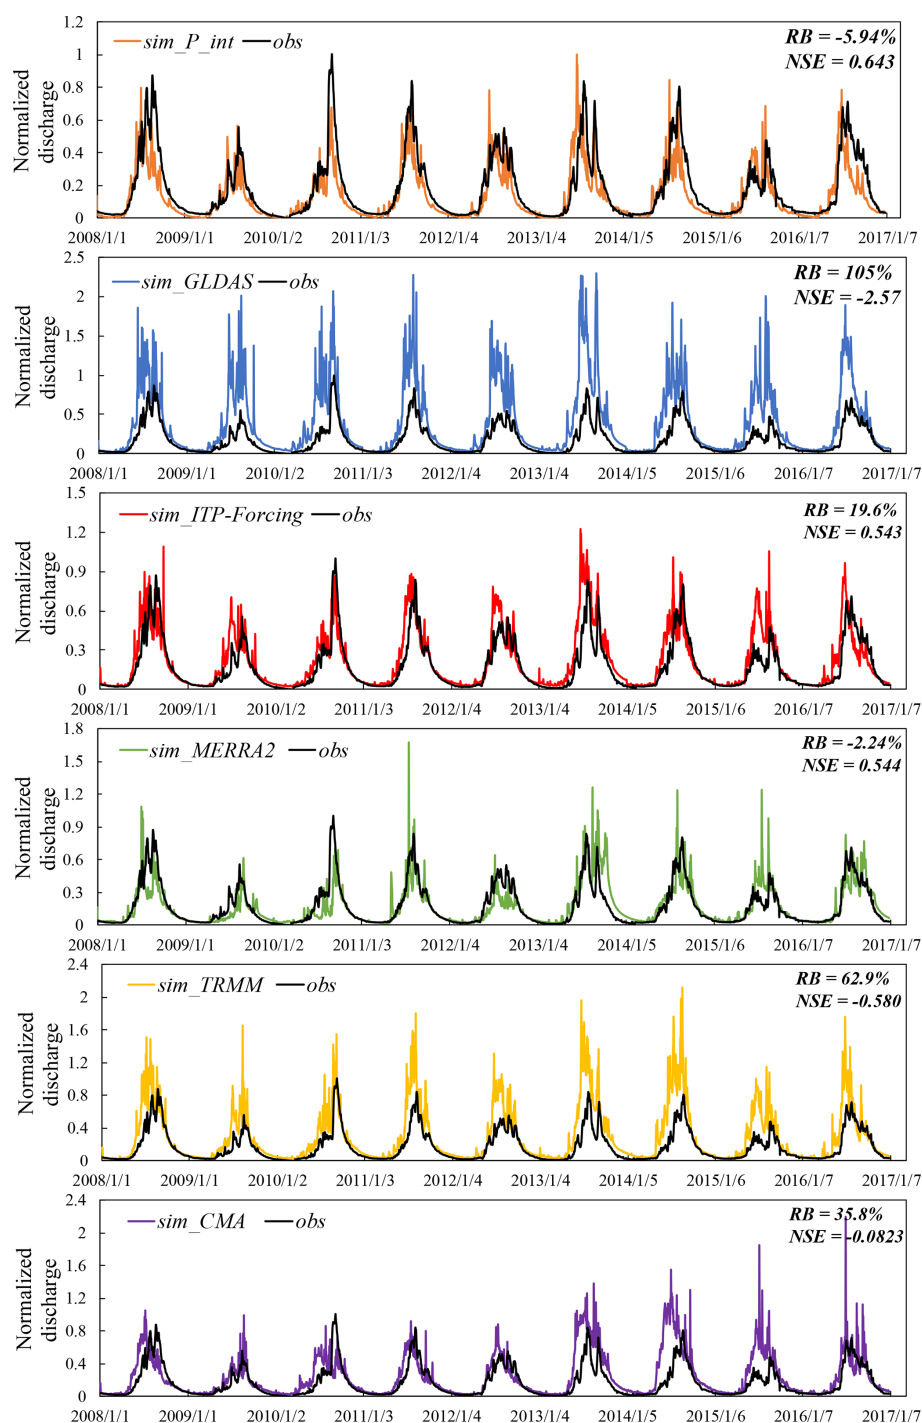 sim_P_int obs
RB = -5.94%
NSE = 0.643
Normalized
discharge
1.2
1
0.8
0.6
0.4
0.2
0
2008/1/1 2009/1/1 2010/1/2 2011/1/3 2012/1/4 2013/1/4 2014/1/5 2015/1/6 2016/1/7 2017/1/7
sim_GLDAS obs
RB = 105%
NSE = -2.57
Normalized
discharge
2.5
2
1.5
1
0.5
0
2008/1/1 2009/1/1 2010/1/2 2011/1/3 2012/1/4 2013/1/4 2014/1/5 2015/1/6 2016/1/7 2017/1/7
sim_ITP-Forcing obs
RB = 19.6%
NSE = 0.543
Normalized
discharge
1.5
1.2
0.9
0.6
0.3
0
2008/1/1 2009/1/1 2010/1/2 2011/1/3 2012/1/4 2013/1/4 2014/1/5 2015/1/6 2016/1/7 2017/1/7
sim_MERRA2 obs
RB = -2.24%
NSE = 0.544
Normalized
discharge
1.8
1.5
1.2
0.9
0.6
0.3
0
2008/1/1 2009/1/1 2010/1/2 2011/1/3 2012/1/4 2013/1/4 2014/1/5 2015/1/6 2016/1/7 2017/1/7
sim_TRMM obs
RB = 62.9%
NSE = -0.580
Normalized
discharge
2.4
2
1.6
1.2
0.8
0.4
0
2008/1/1 2009/1/1 2010/1/2 2011/1/3 2012/1/4 2013/1/4 2014/1/5 2015/1/6 2016/1/7 2017/1/7
sim_CMA obs
RB = 35.8%
NSE = -0.0823
Normalized
discharge
2.4
2
1.6
1.2
0.8
0.4
0
2008/1/1 2009/1/1 2010/1/2 2011/1/3 2012/1/4 2013/1/4 2014/1/5 2015/1/6 2016/1/7 2017/1/7